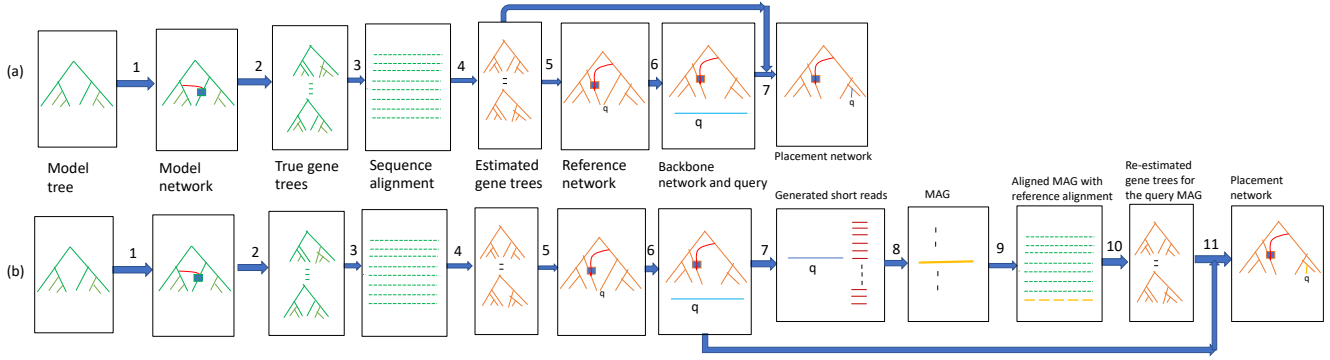 (a)
1
2
3
4
5
6
7
q
q
q
Model
tree
Model
network
True gene
trees
Sequence
alignment
Estimated
gene trees
Reference
network
Backbone
network and query
Placement network
(b)
1
2
3
4
5
6
7
8
9
10
11
Generated short reads
MAG
Aligned MAG with
reference alignment
Re-estimated
gene trees for
the query MAG
Placement
network
q
q
q
q